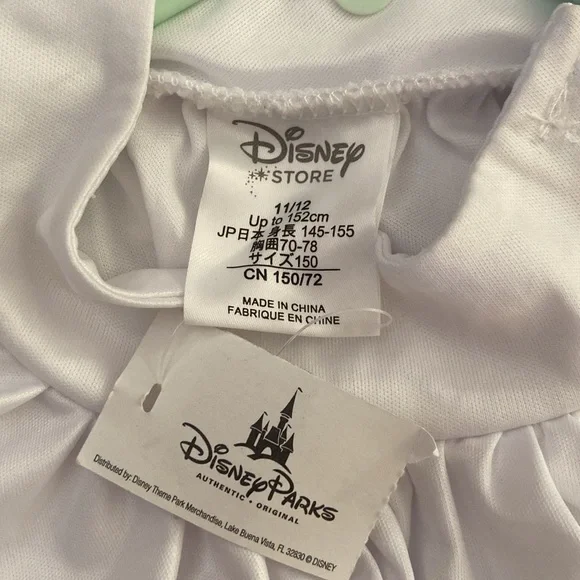 Disney
STORE
11/12
Up to 152cm
JP日本 身長 145-155
胸囲70-78
サイズ150
CN 150/72
MADE IN CHINA
FABRIQUE EN CHINE
Disney Parks
AUTHENTIC • ORIGINAL
Distributed by: Disney Theme Park Merchandise, Lake Buena Vista, FL 32830 © DISNEY